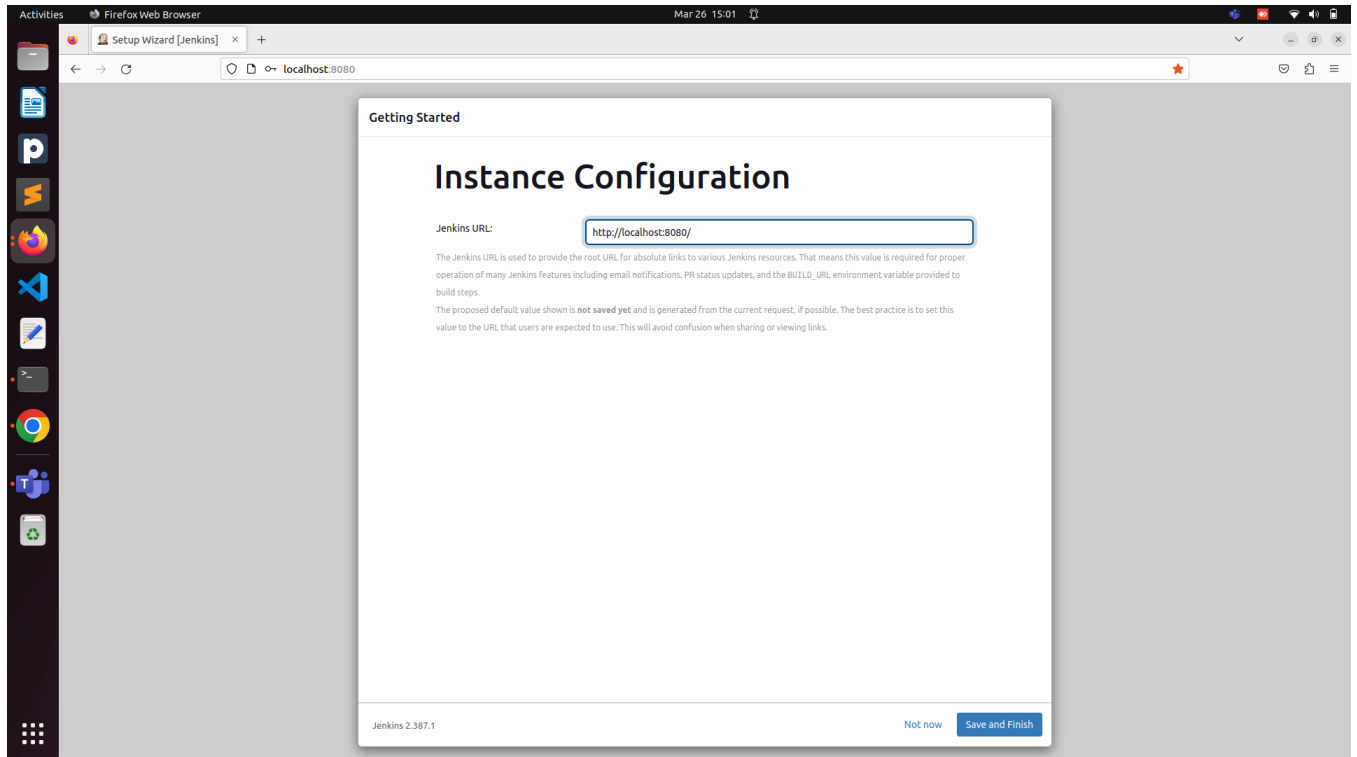 Activities Firefox Web Browser Mar 26 15:01
Setup Wizard [Jenkins]
localhost:8080
Getting Started
Instance Configuration
Jenkins URL: http://localhost:8080/
The Jenkins URL is used to provide the root URL for absolute links to various Jenkins resources. That means this value is required for proper
operation of many Jenkins features including email notifications, PR status updates, and the BUILD_URL environment variable provided to
build steps.
The proposed default value shown is not saved yet and is generated from the current request, if possible. The best practice is to set this
value to the URL that users are expected to use. This will avoid confusion when sharing or viewing links.
Jenkins 2.387.1 Not now Save and Finish